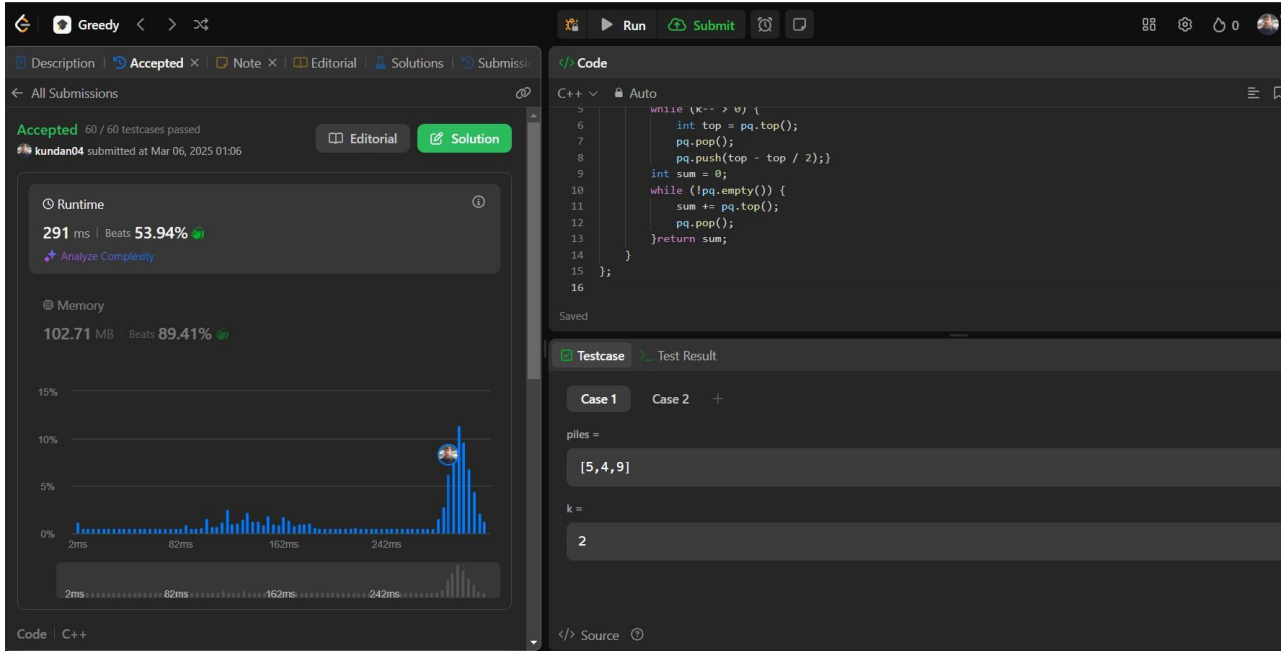 Greedy
Run
Submit
0
Description
Accepted
Note
Editorial
Solutions
Submissi
All Submissions
Accepted 60 / 60 testcases passed
kundan04 submitted at Mar 06, 2025 01:06
Editorial
Solution
Runtime
291 ms | Beats 53.94%
Analyze Complexity
Memory
102.71 MB | Beats 89.41%
15%
10%
5%
0%
2ms 82ms 162ms 242ms
2ms 82ms 162ms 242ms
Code | C++
</> Code
C++ Auto
5 while (k-- > 0) {
6 int top = pq.top();
7 pq.pop();
8 pq.push(top - top / 2);}
9 int sum = 0;
10 while (!pq.empty()) {
11 sum += pq.top();
12 pq.pop();
13 }return sum;
14 }
15 };
16
Saved
Testcase
>_ Test Result
Case 1 Case 2 +
piles =
[5,4,9]
k =
2
</> Source